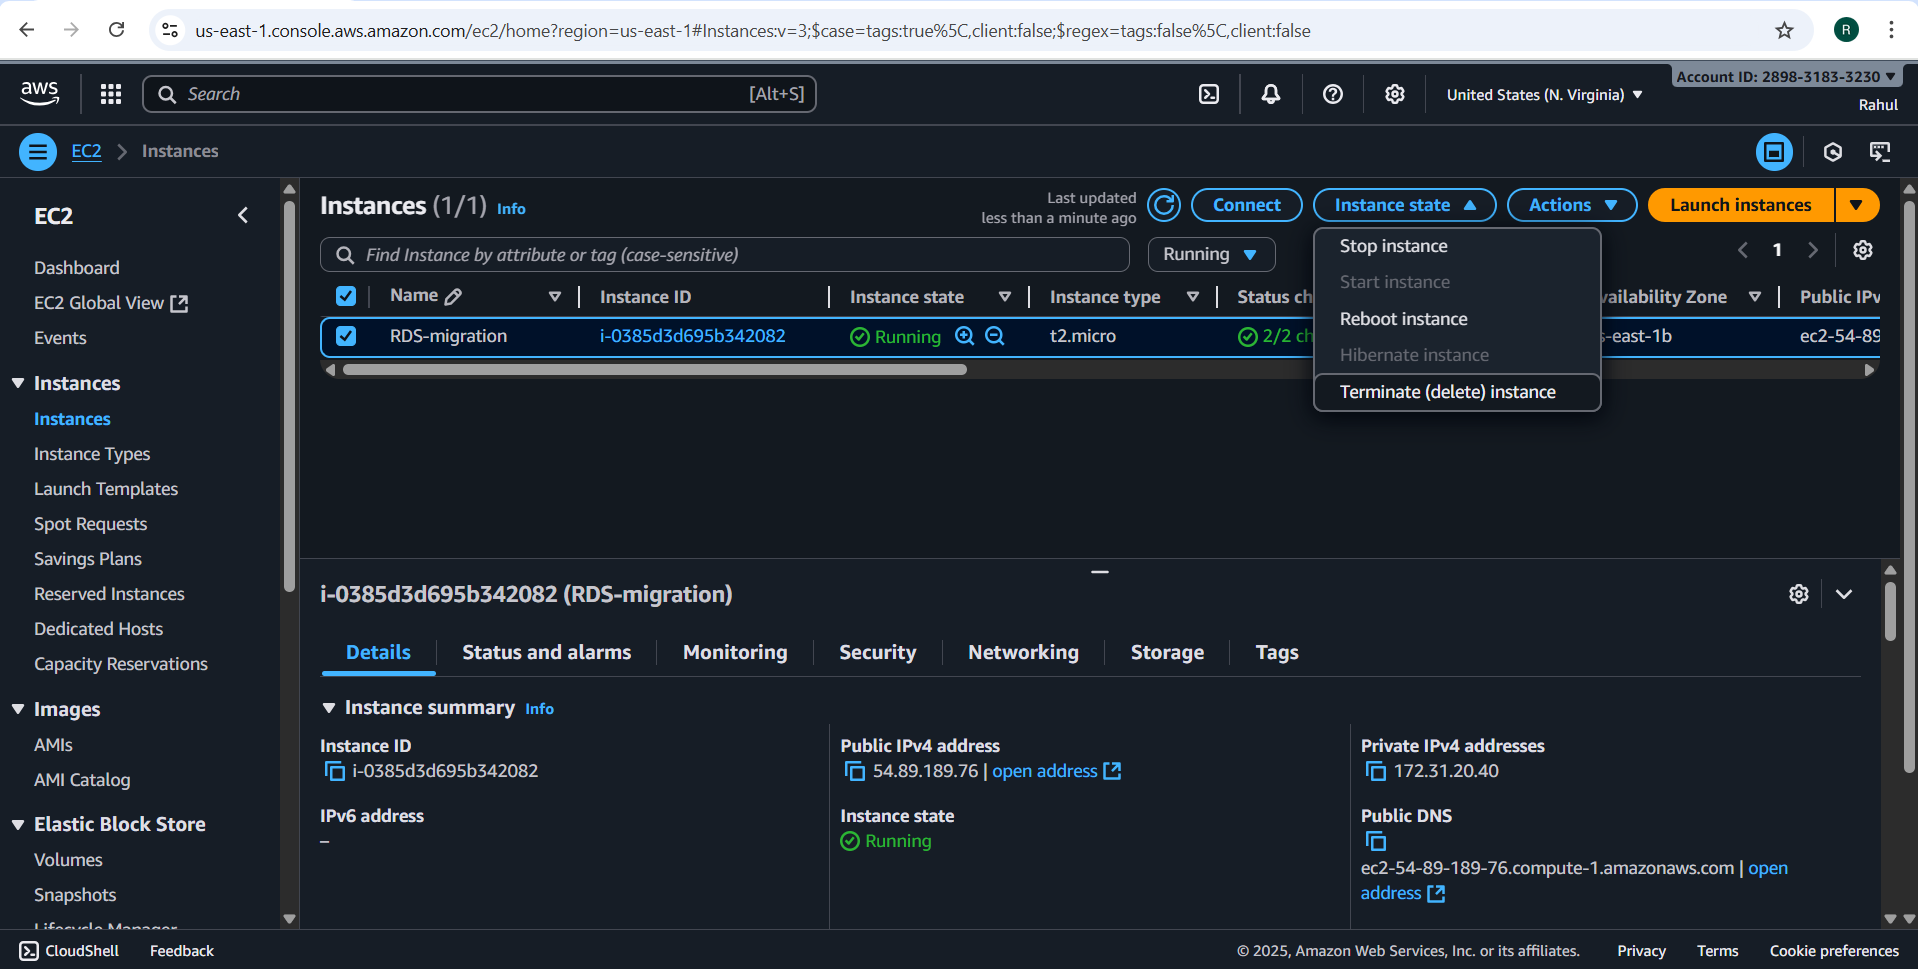 us-east-1.console.aws.amazon.com/ec2/home?region=us-east-1#Instances:v=3;$case=tags:true%5C,client:false;$regex=tags:false%5C,client:false
R
aws
Search
[Alt+S]
United States (N. Virginia)
Account ID: 2898-3183-3230
Rahul
EC2
Instances
EC2
Dashboard
EC2 Global View
Events
Instances
Instances
Instance Types
Launch Templates
Spot Requests
Savings Plans
Reserved Instances
Dedicated Hosts
Capacity Reservations
Images
AMIs
AMI Catalog
Elastic Block Store
Volumes
Snapshots
Lifecycle Manager
Instances (1/1) Info
Last updated
less than a minute ago
Connect
Instance state
Actions
Launch instances
Find Instance by attribute or tag (case-sensitive)
Running
1
Stop instance
Start instance
Reboot instance
Hibernate instance
Terminate (delete) instance
Name
Instance ID
Instance state
Instance type
Status ch
vailability Zone
Public IPv
RDS-migration
i-0385d3d695b342082
Running
t2.micro
2/2 ch
s-east-1b
ec2-54-89
i-0385d3d695b342082 (RDS-migration)
Details
Status and alarms
Monitoring
Security
Networking
Storage
Tags
Instance summary Info
Instance ID
i-0385d3d695b342082
Public IPv4 address
54.89.189.76 | open address
Private IPv4 addresses
172.31.20.40
IPv6 address
–
Instance state
Running
Public DNS
ec2-54-89-189-76.compute-1.amazonaws.com | open
address
CloudShell
Feedback
© 2025, Amazon Web Services, Inc. or its affiliates.
Privacy
Terms
Cookie preferences